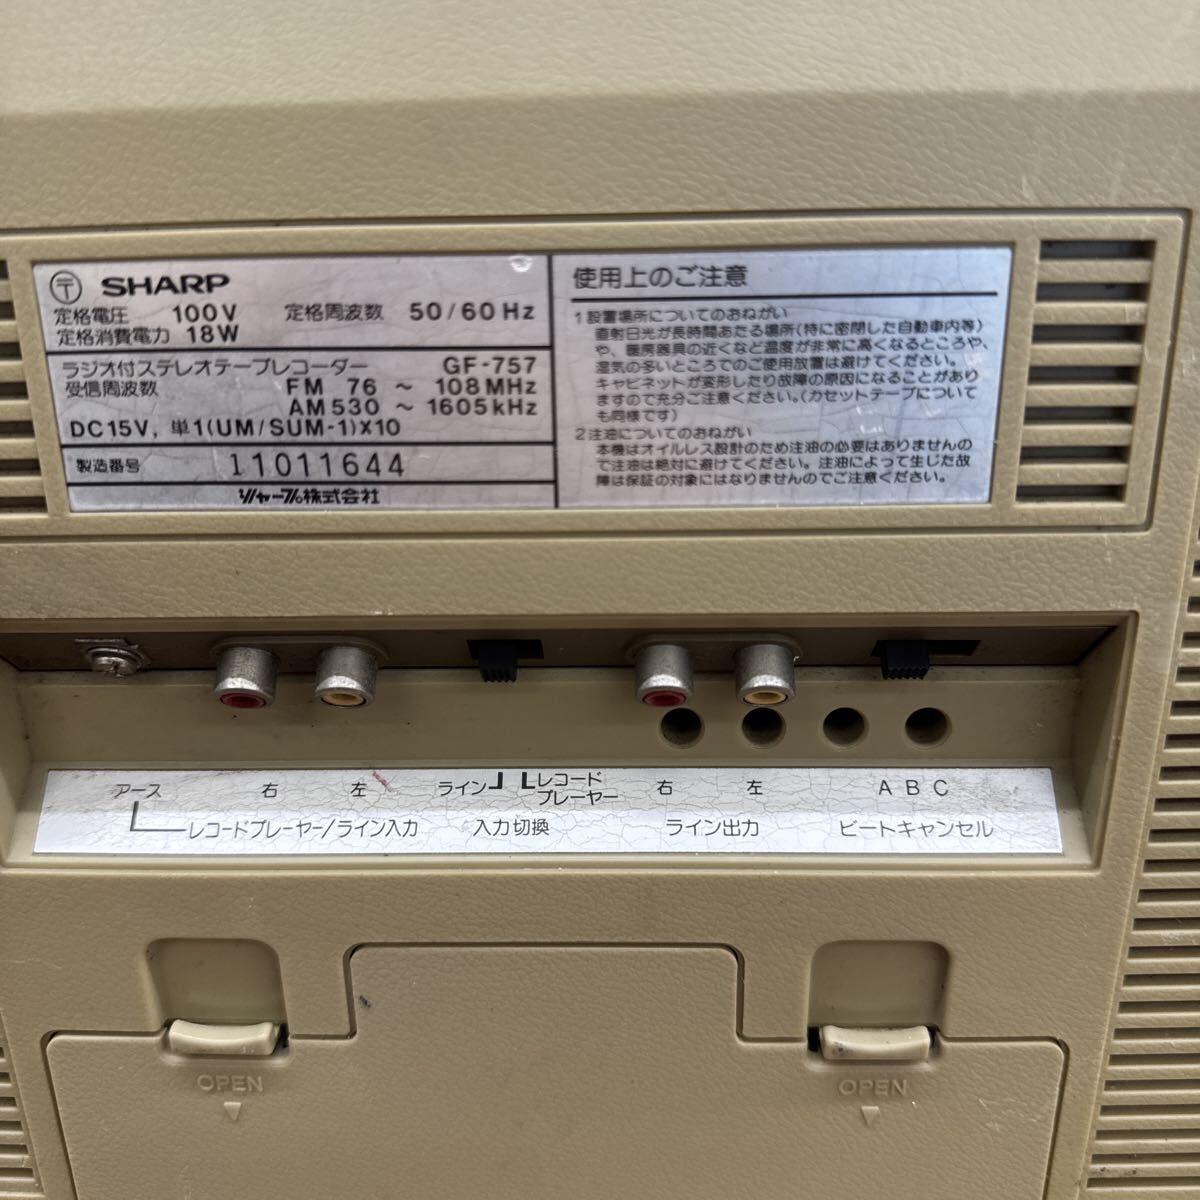 〒 SHARP
定格電圧 100V 定格周波数 50/60Hz
定格消費電力 18W
ラジオ付ステレオテープレコーダー GF-757
受信周波数 FM 76 ~ 108MHz
AM 530 ~ 1605kHz
DC15V, 単1(UM/SUM-1)X10
製造番号 11011644
シャープ株式会社
使用上のご注意
1設置場所についてのおねがい
直射日光が長時間あたる場所(特に密閉した自動車内等)
や、暖房器具の近くなど温度が非常に高くなるところや、
湿気の多いところでのご使用放置は避けてください。
キャビネットが変形したり故障の原因になることがあり
ますので充分ご注意ください。(カセットテープについて
も同様です)
2注油についてのおねがい
本機はオイルレス設計のため注油の必要はありませんの
で注油は絶対に避けてください。注油によって生じた故
障は保証の対象にはなりませんのでご注意ください。
アース 右 左 ライン レコードプレーヤー 右 左 A B C
レコードプレーヤー/ライン入力 入力切換 ライン出力 ビートキャンセル
OPEN OPEN